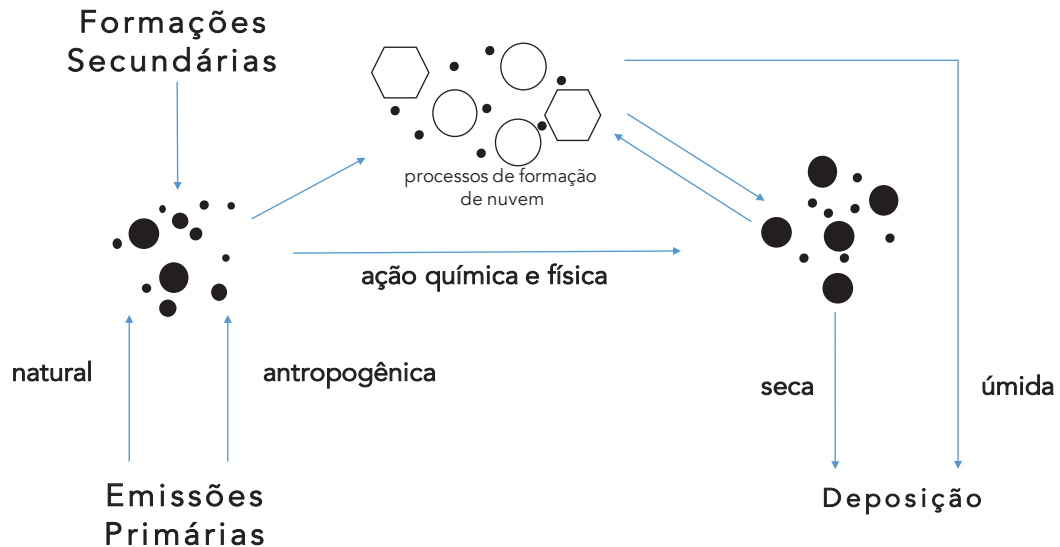 Formações
Secundárias
processos de formação
de nuvem
ação química e física
natural
antropogênica
seca
úmida
Emissões
Primárias
Deposição